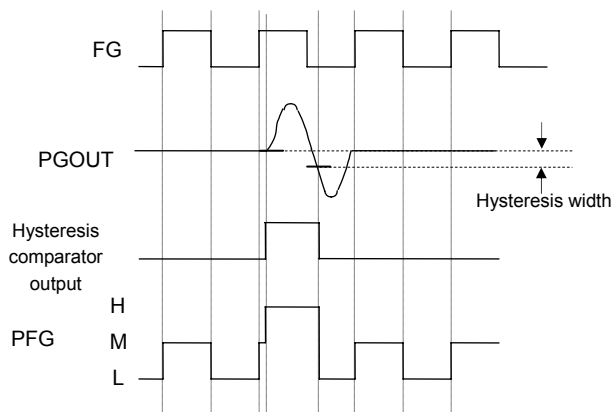 FG
PGOUT
Hysteresis width
Hysteresis
comparator
output
H
PFG
M
L